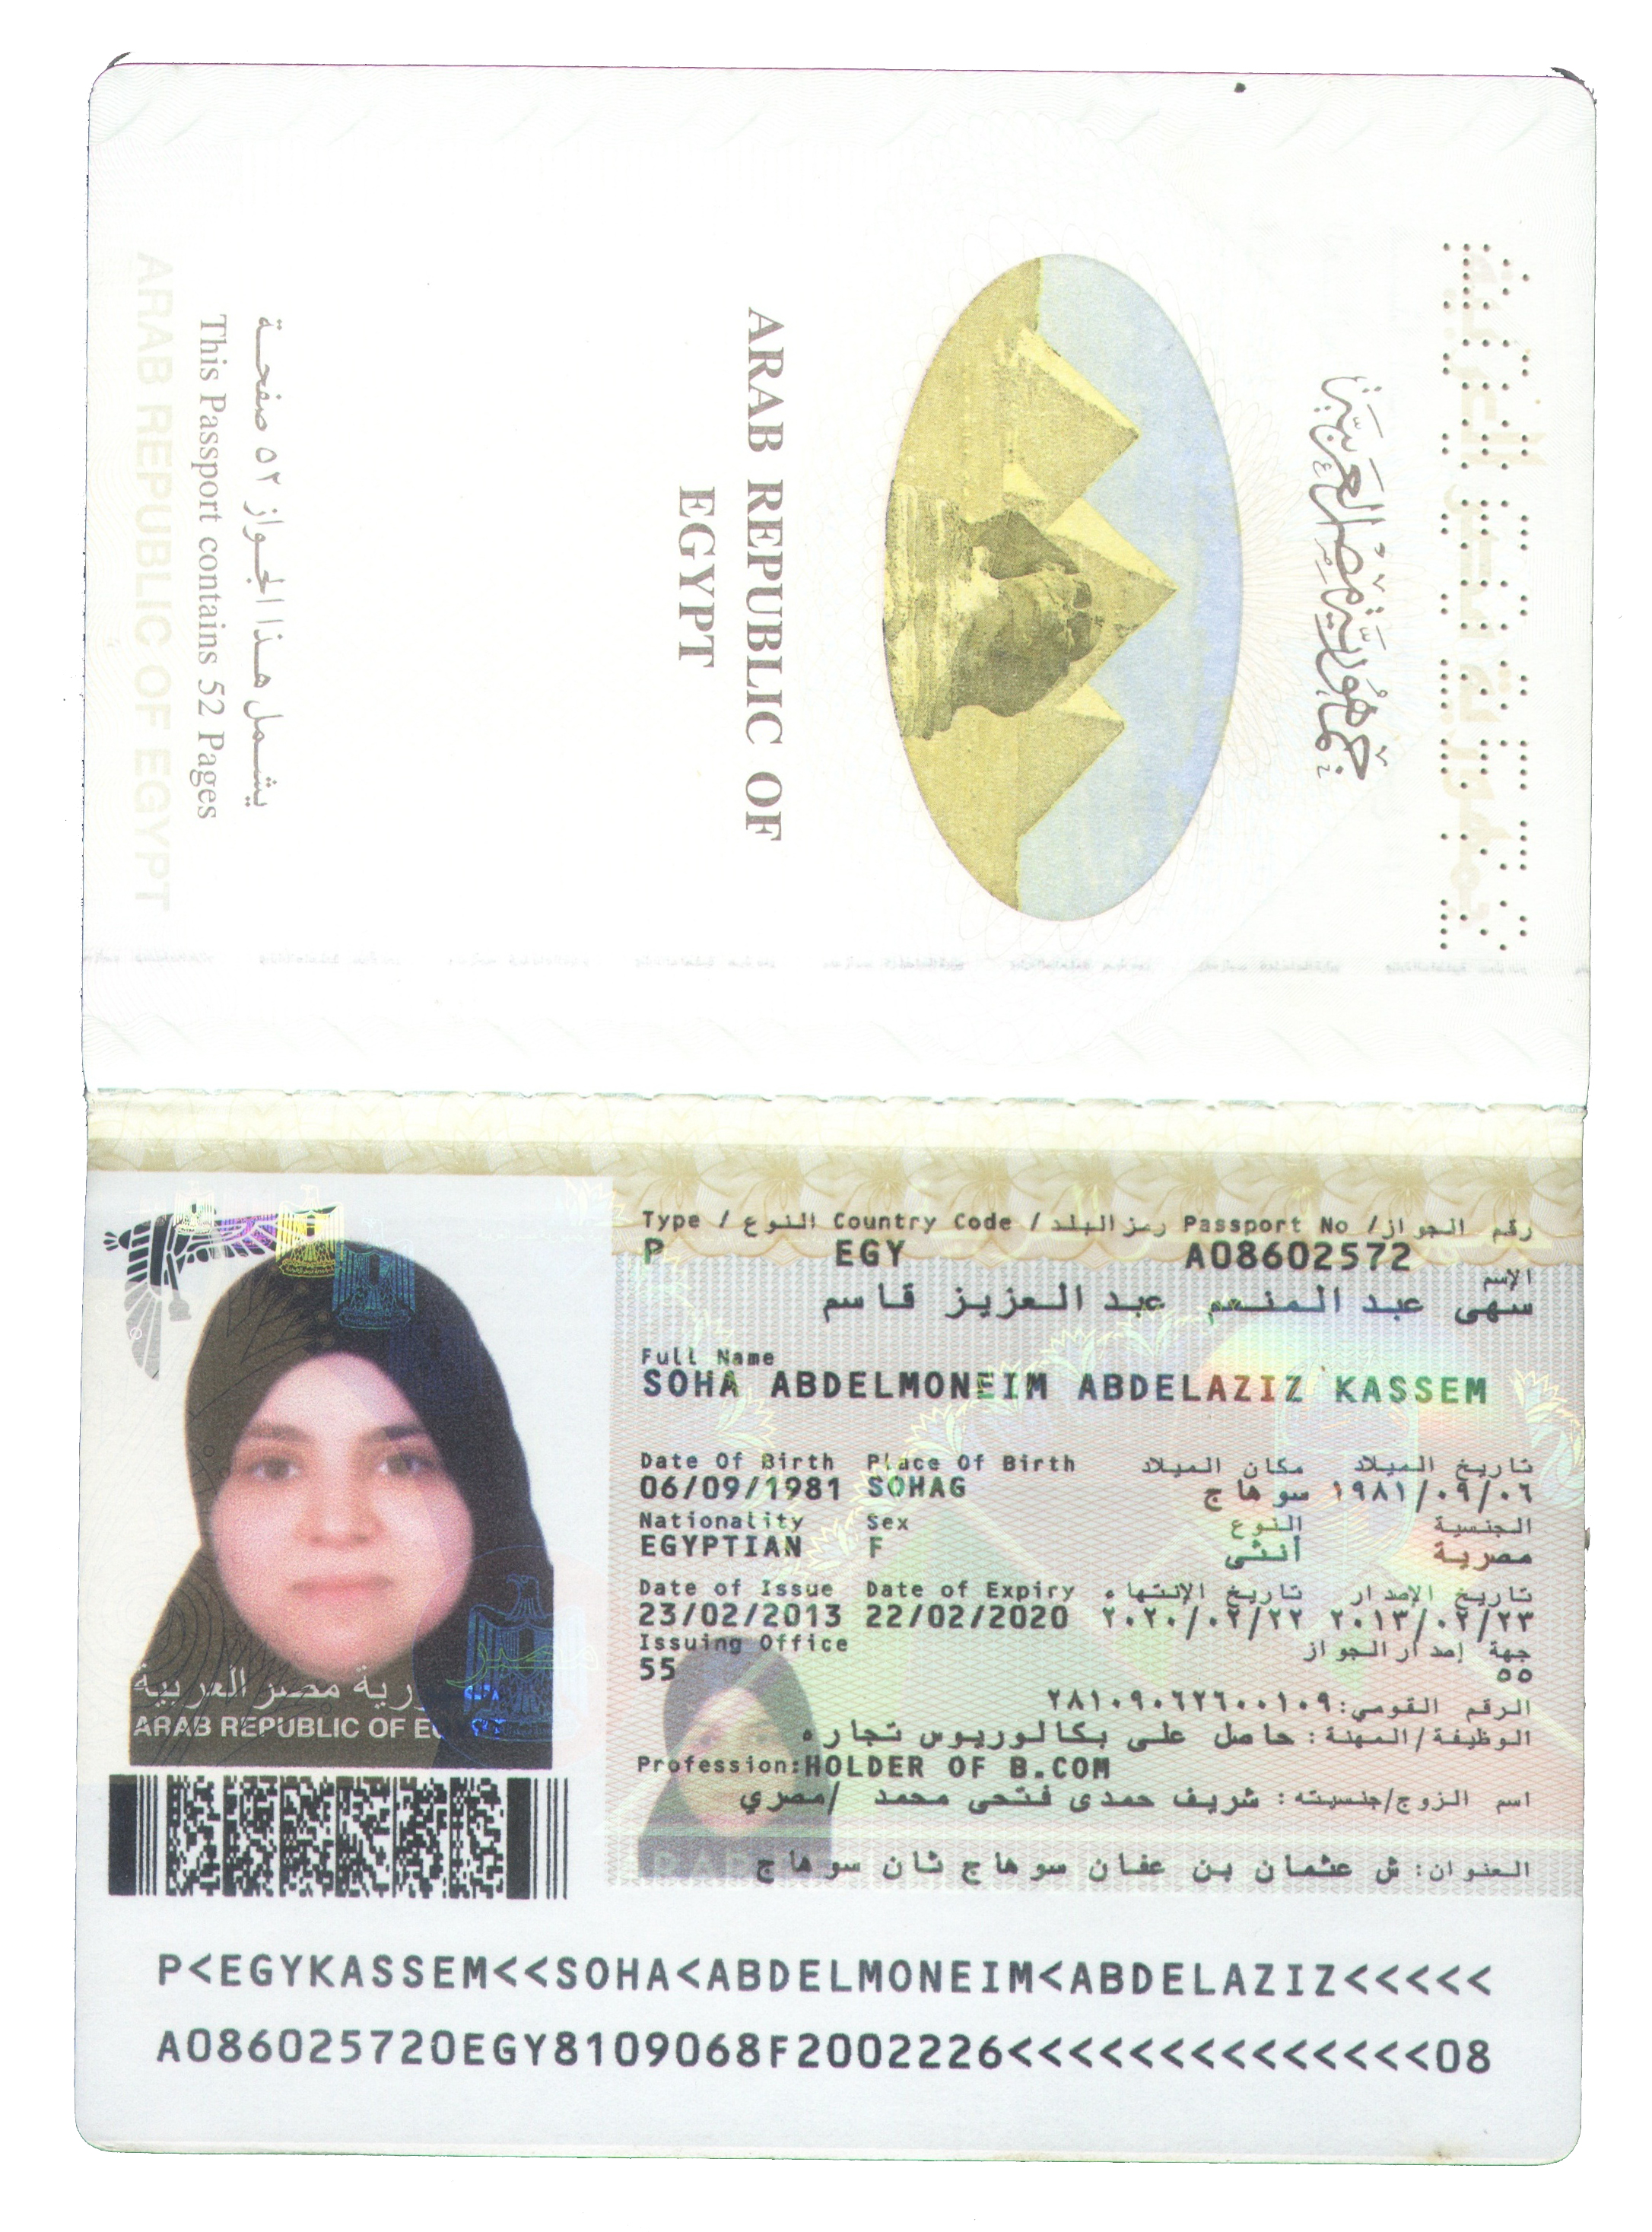 جمهورية مصر العربية
ARAB REPUBLIC OF
EGYPT
يشمل هذا الجواز ٥٢ صفحة
This Passport contains 52 Pages
ARAB REPUBLIC OF EGYPT
Type / النوع Country Code / رمز البلد Passport No / رقم الجواز
P EGY A08602572
الإسم
سهى عبد المنعم عبد العزيز قاسم
Full Name
SOHA ABDELMONEIM ABDELAZIZ KASSEM
Date Of Birth Place Of Birth مكان الميلاد تاريخ الميلاد
06/09/1981 SOHAG سوهاج ١٩٨١/٠٩/٠٦
Nationality Sex النوع الجنسية
EGYPTIAN F أنثى مصرية
Date of Issue Date of Expiry تاريخ الإنتهاء تاريخ الإصدار
23/02/2013 22/02/2020 ٢٠٢٠/٠٢/٢٢ ٢٠١٣/٠٢/٢٣
Issuing Office جهة إصدار الجواز
55 ٥٥
الرقم القومي: ٢٨١٠٩٠٦٢٦٠٠١٠٩
الوظيفة/المهنة: حاصل على بكالوريوس تجاره
Profession:HOLDER OF B.COM
اسم الزوج/جنسيته: شريف حمدى فتحى محمد /مصري
العنوان: ش عثمان بن عفان سوهاج ثان سوهاج
ARAB REPUBLIC OF
P<EGYKASSEM<<SOHA<ABDELMONEIM<ABDELAZIZ<<<<<
A086025720EGY8109068F2002226<<<<<<<<<<<<<<08